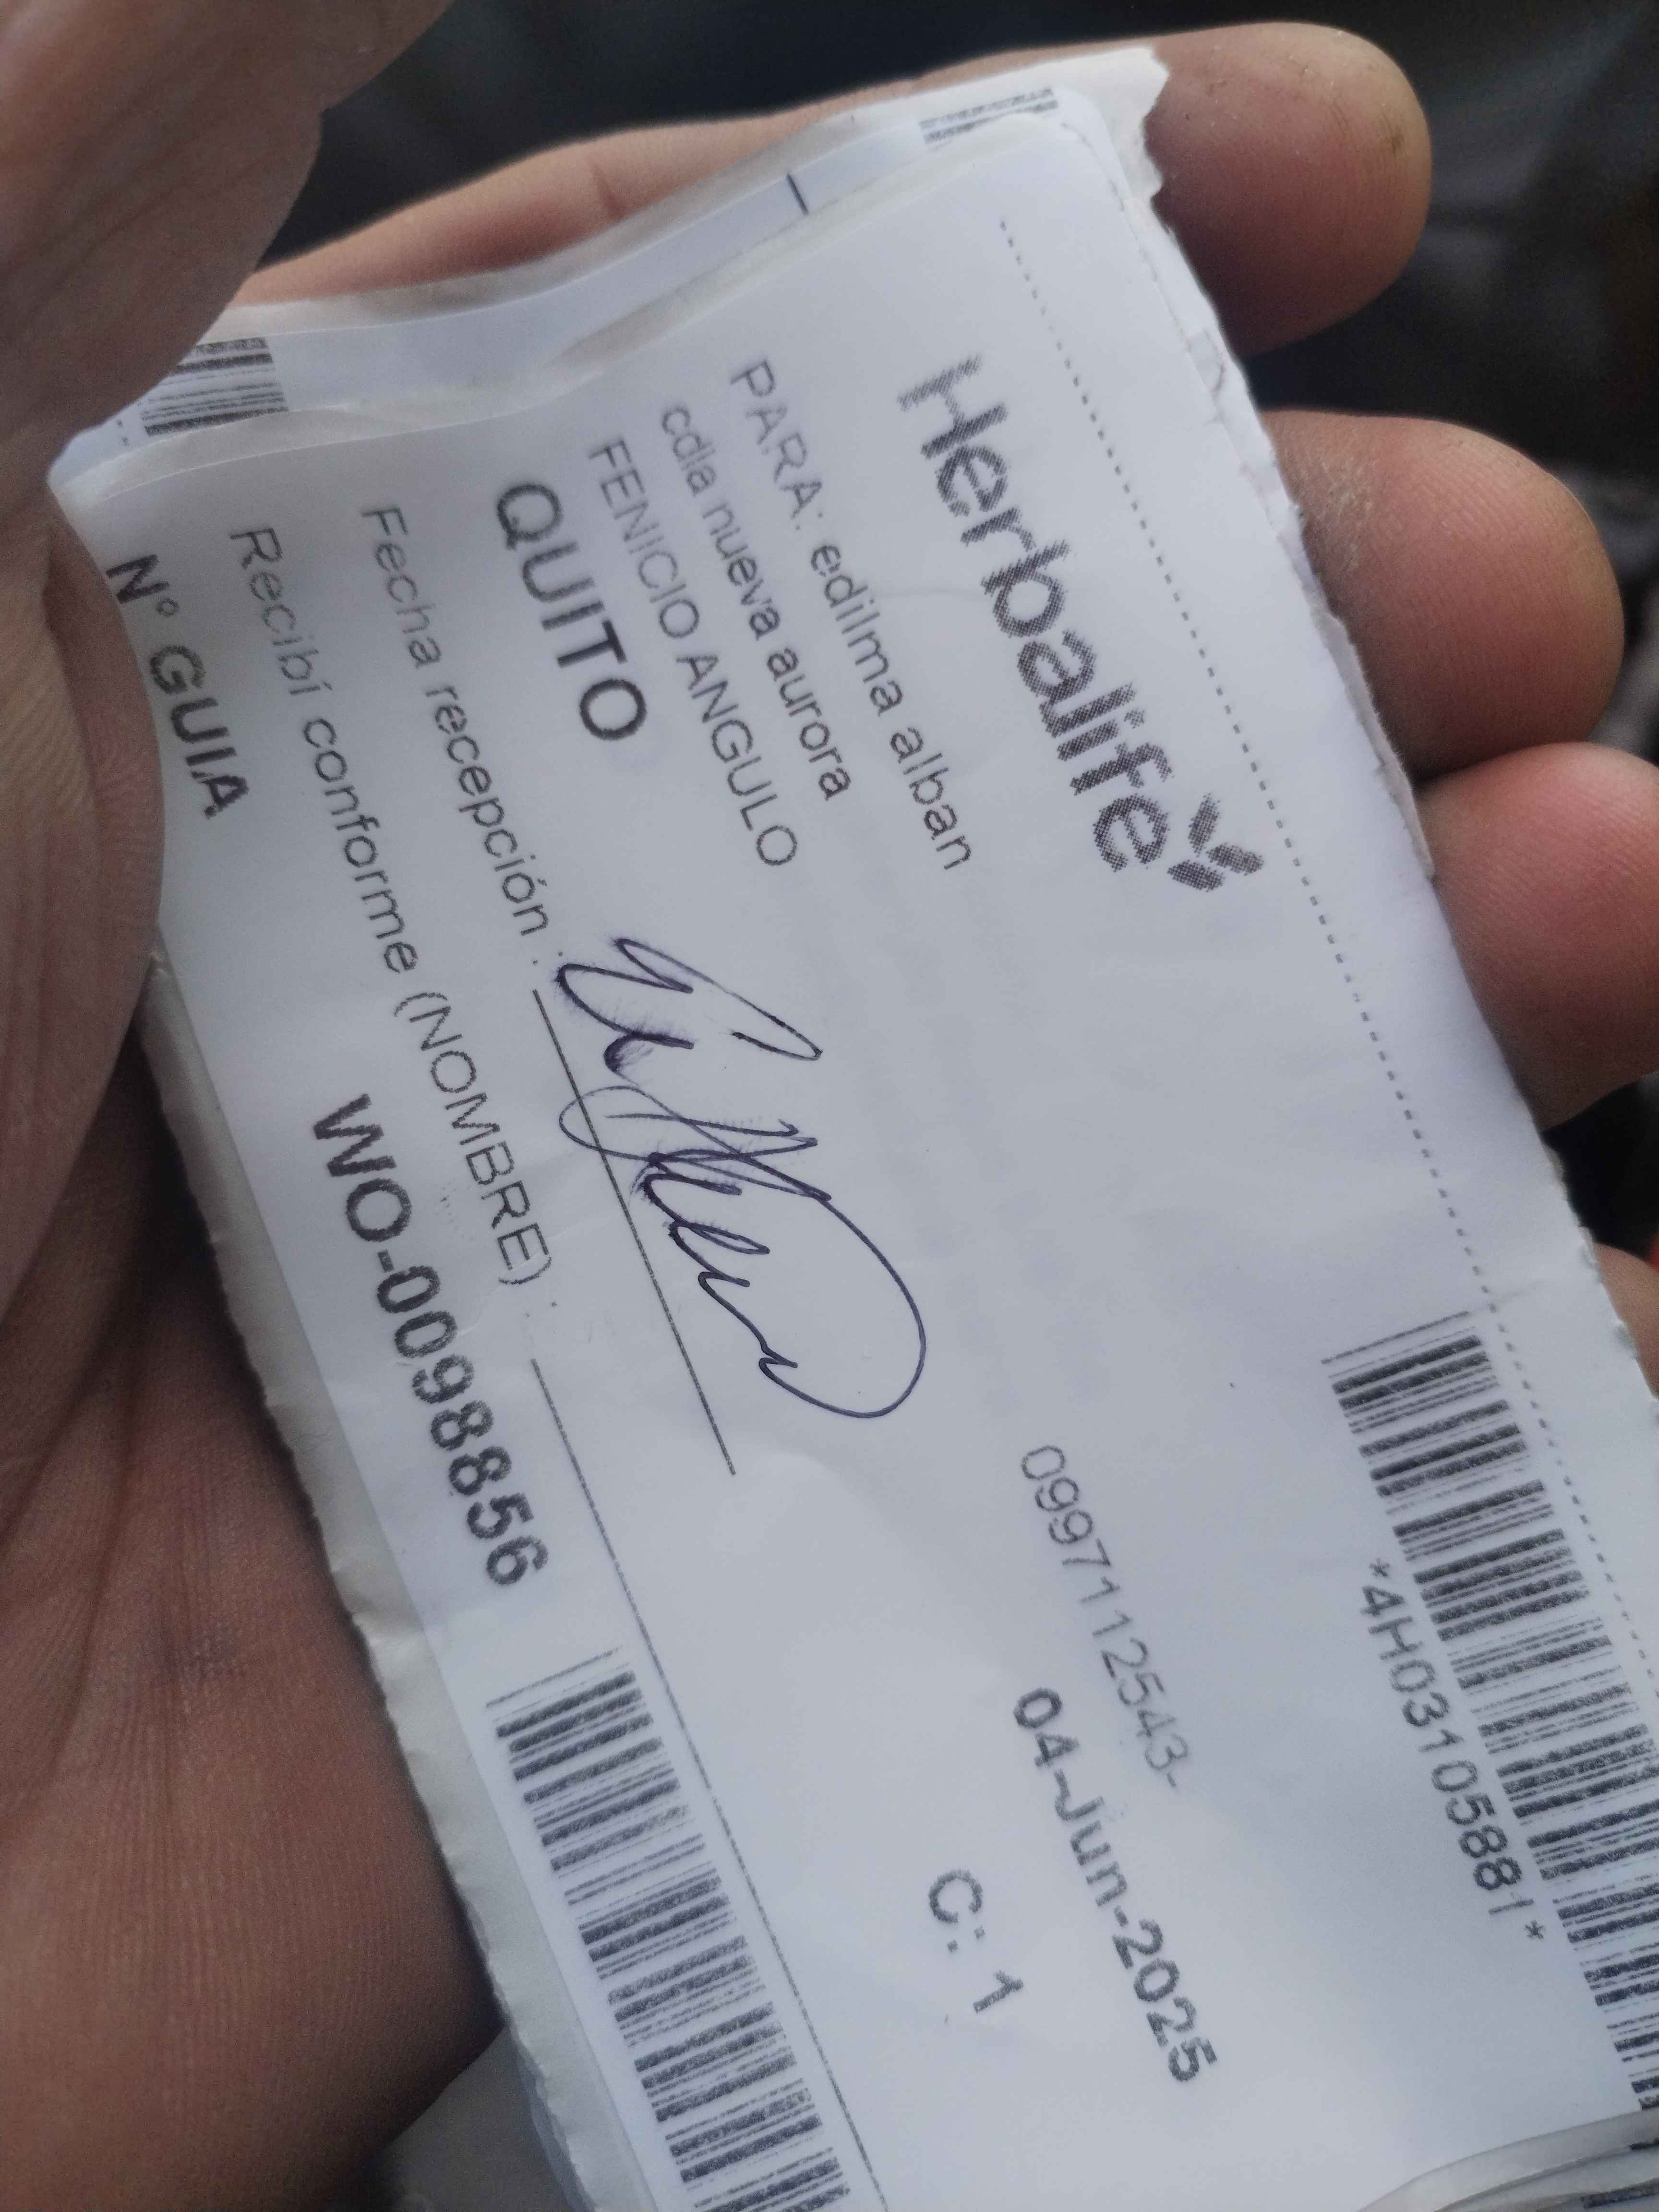 Herbalife
*4H03105881*
PARA: edilma alban
0997112543-
cdla nueva aurora
04-Jun-2025
FENICIO ANGULO
QUITO
C: 1
Fecha recepción :
Recibí conforme (NOMBRE) :
N° GUIA
WO-0098856